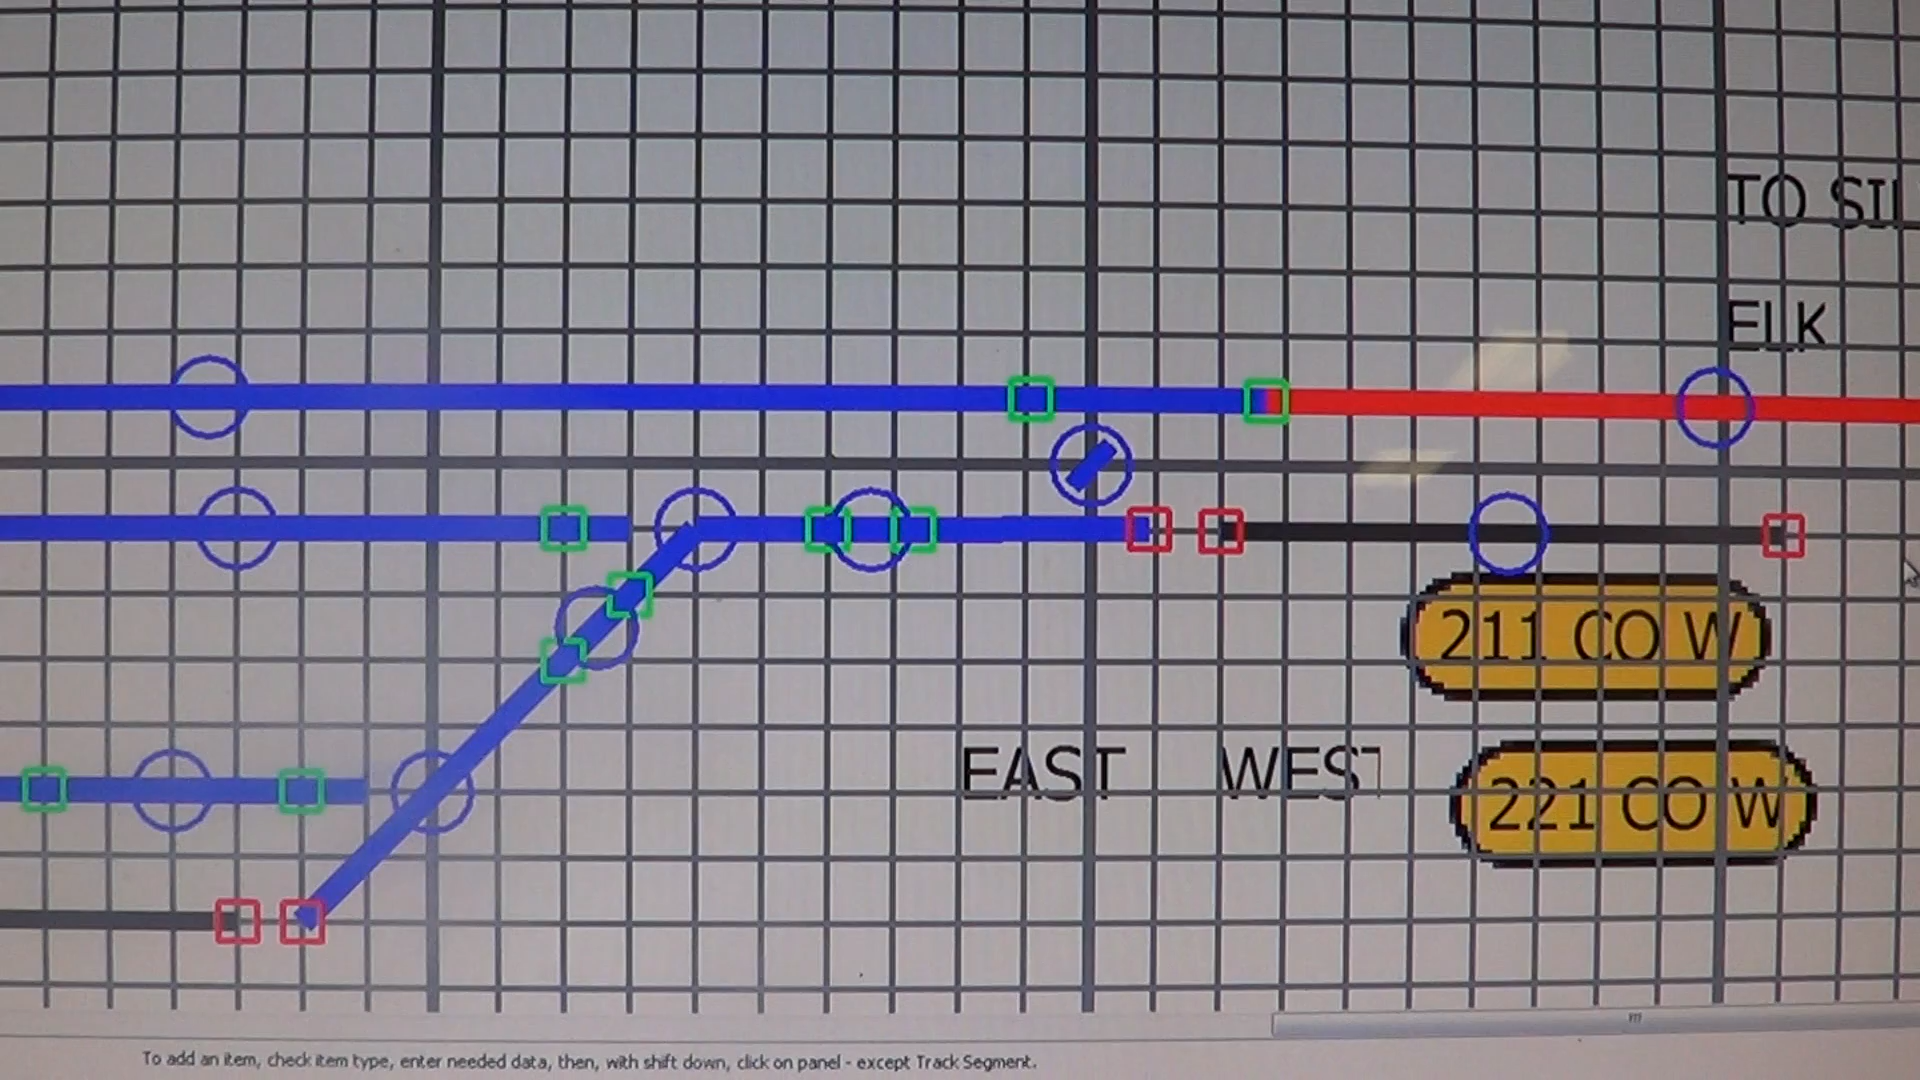 TO SIL
ELK
211 CO W
EAST WEST
221 CO W
To add an item, check item type, enter needed data, then, with shift down, click on panel - except Track Segment.